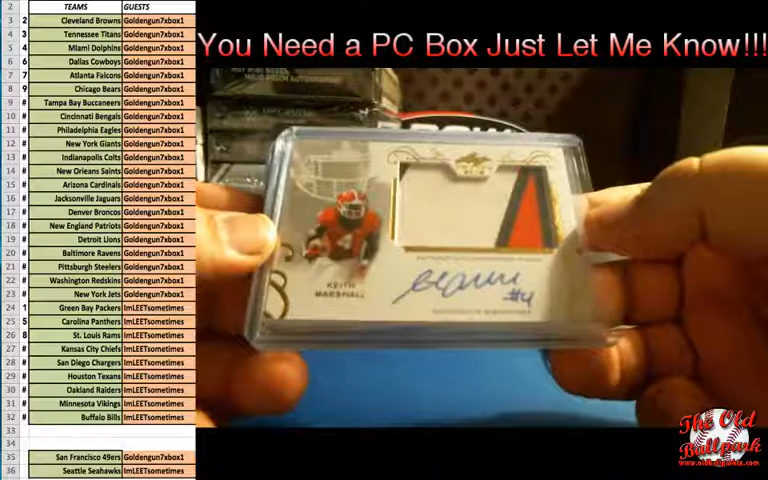 2 TEAMS GUESTS
3 2 Cleveland Browns Goldengun7xbox1
4 3 Tennessee Titans Goldengun7xbox1
5 4 Miami Dolphins Goldengun7xbox1
6 6 Dallas Cowboys Goldengun7xbox1
7 7 Atlanta Falcons Goldengun7xbox1
8 9 Chicago Bears Goldengun7xbox1
9 # Tampa Bay Buccaneers Goldengun7xbox1
10 # Cincinnati Bengals Goldengun7xbox1
11 # Philadelphia Eagles Goldengun7xbox1
12 # New York Giants Goldengun7xbox1
13 # Indianapolis Colts Goldengun7xbox1
14 # New Orleans Saints Goldengun7xbox1
15 # Arizona Cardinals Goldengun7xbox1
16 # Jacksonville Jaguars Goldengun7xbox1
17 # Denver Broncos Goldengun7xbox1
18 # New England Patriots Goldengun7xbox1
19 # Detroit Lions Goldengun7xbox1
20 # Baltimore Ravens Goldengun7xbox1
21 # Pittsburgh Steelers Goldengun7xbox1
22 # Washington Redskins Goldengun7xbox1
23 # New York Jets Goldengun7xbox1
24 1 Green Bay Packers ImLEETsometimes
25 5 Carolina Panthers ImLEETsometimes
26 8 St. Louis Rams ImLEETsometimes
27 # Kansas City Chiefs ImLEETsometimes
28 # San Diego Chargers ImLEETsometimes
29 # Houston Texans ImLEETsometimes
30 # Oakland Raiders ImLEETsometimes
31 # Minnesota Vikings ImLEETsometimes
32 # Buffalo Bills ImLEETsometimes
33
34
35 San Francisco 49ers Goldengun7xbox1
36 Seattle Seahawks ImLEETsometimes
You Need a PC Box Just Let Me Know!!!
KEITH
MARSHALL
#4
The Old
Ballpark
www.oldballparktx.com